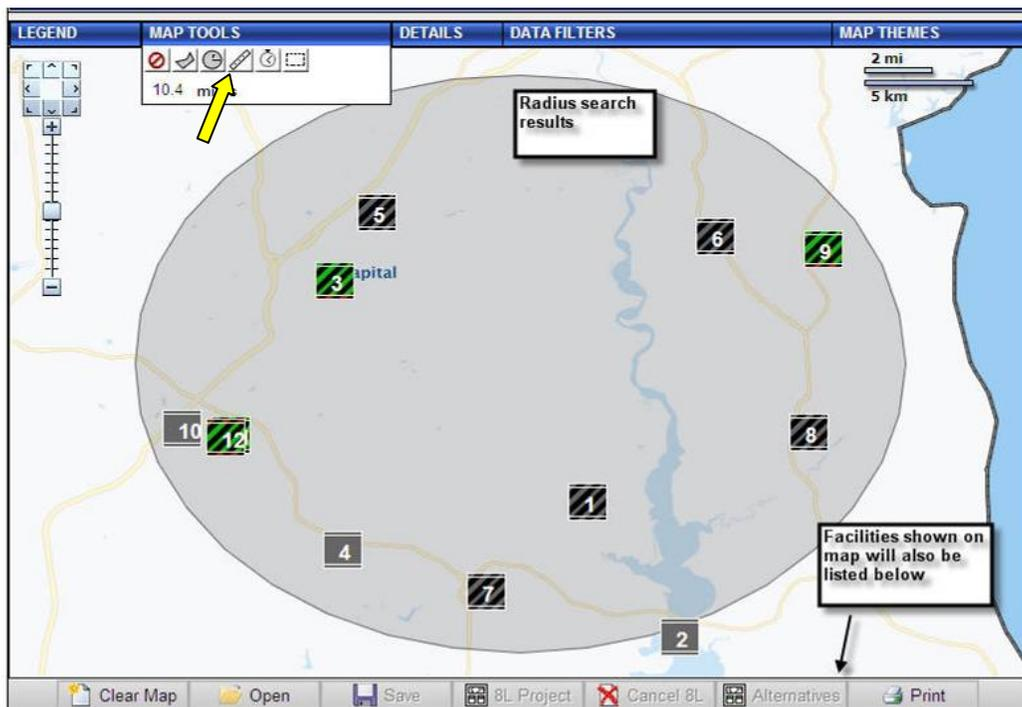 LEGEND MAP TOOLS DETAILS DATA FILTERS MAP THEMES
2 mi
5 km
10.4
Radius search
results
5
6
9
3 apital
10
12
8
1
4
7
2
Facilities shown on
map will also be
listed below
Clear Map Open Save 8L Project Cancel 8L Alternatives Print